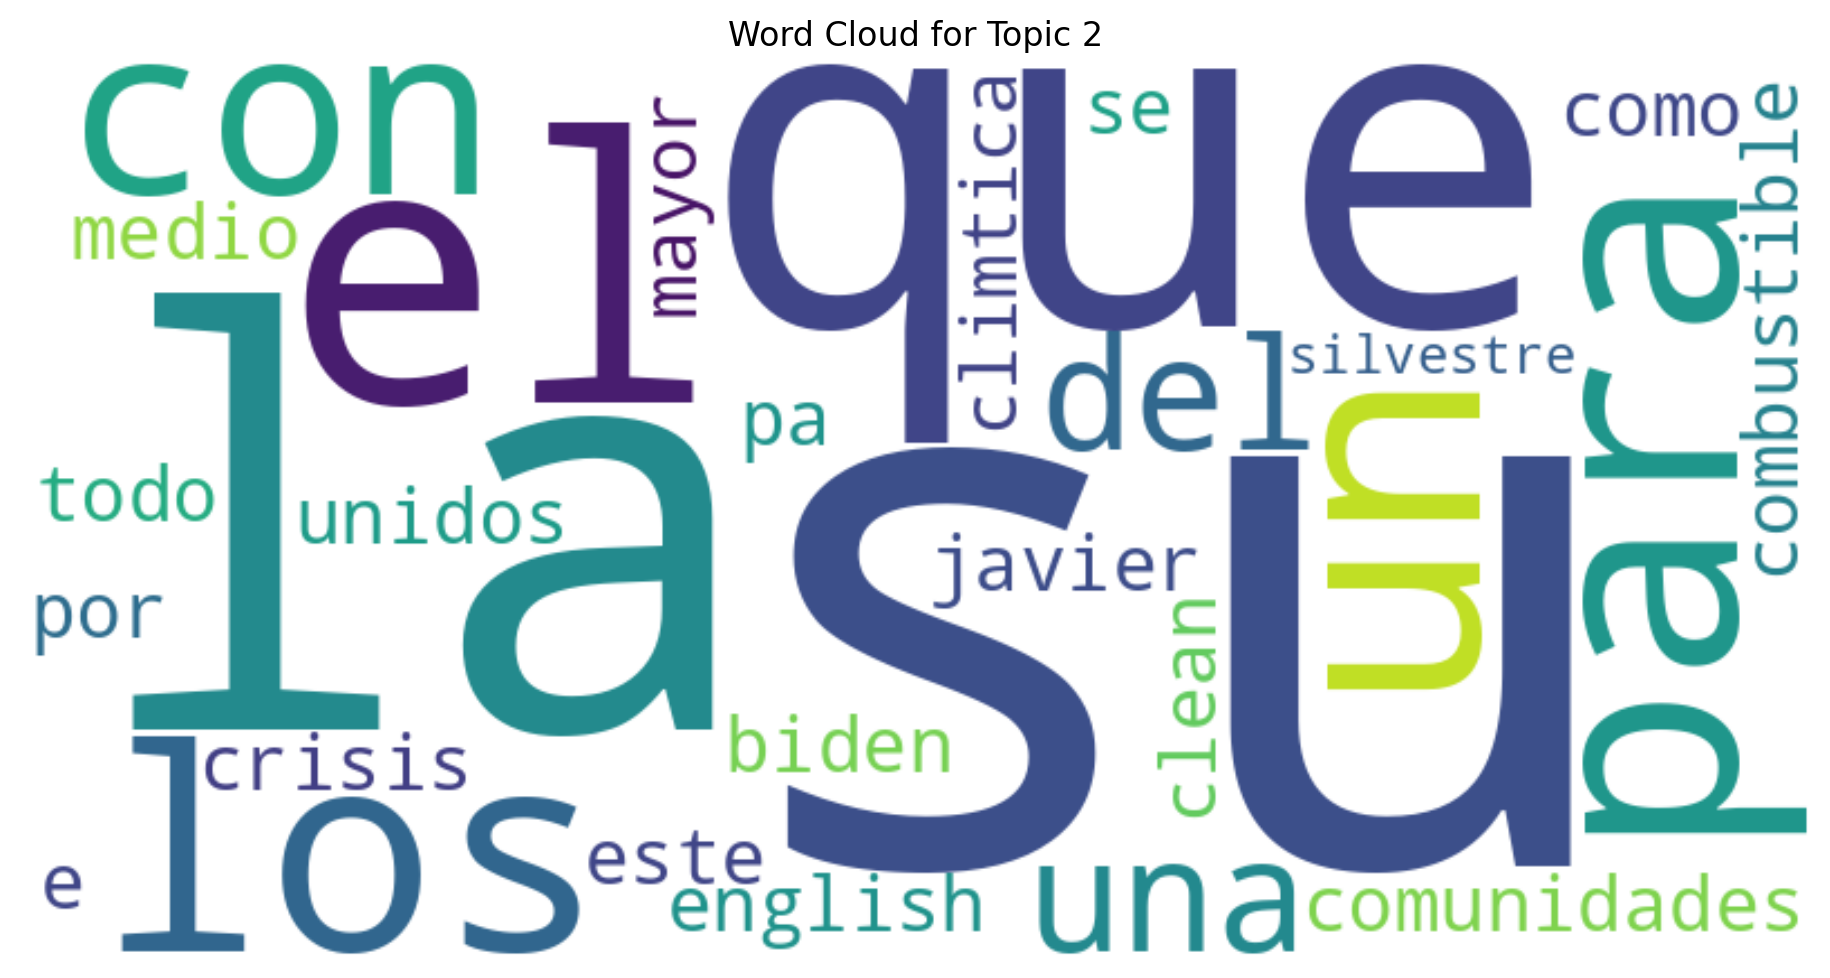 Word Cloud for Topic 2
con
que
se
como
combustible
mayor
climtica
el
medio
para
del
silvestre
la
pa
un
su
todo
unidos
javier
por
clean
crisis
biden
los
este
e
english
una
comunidades